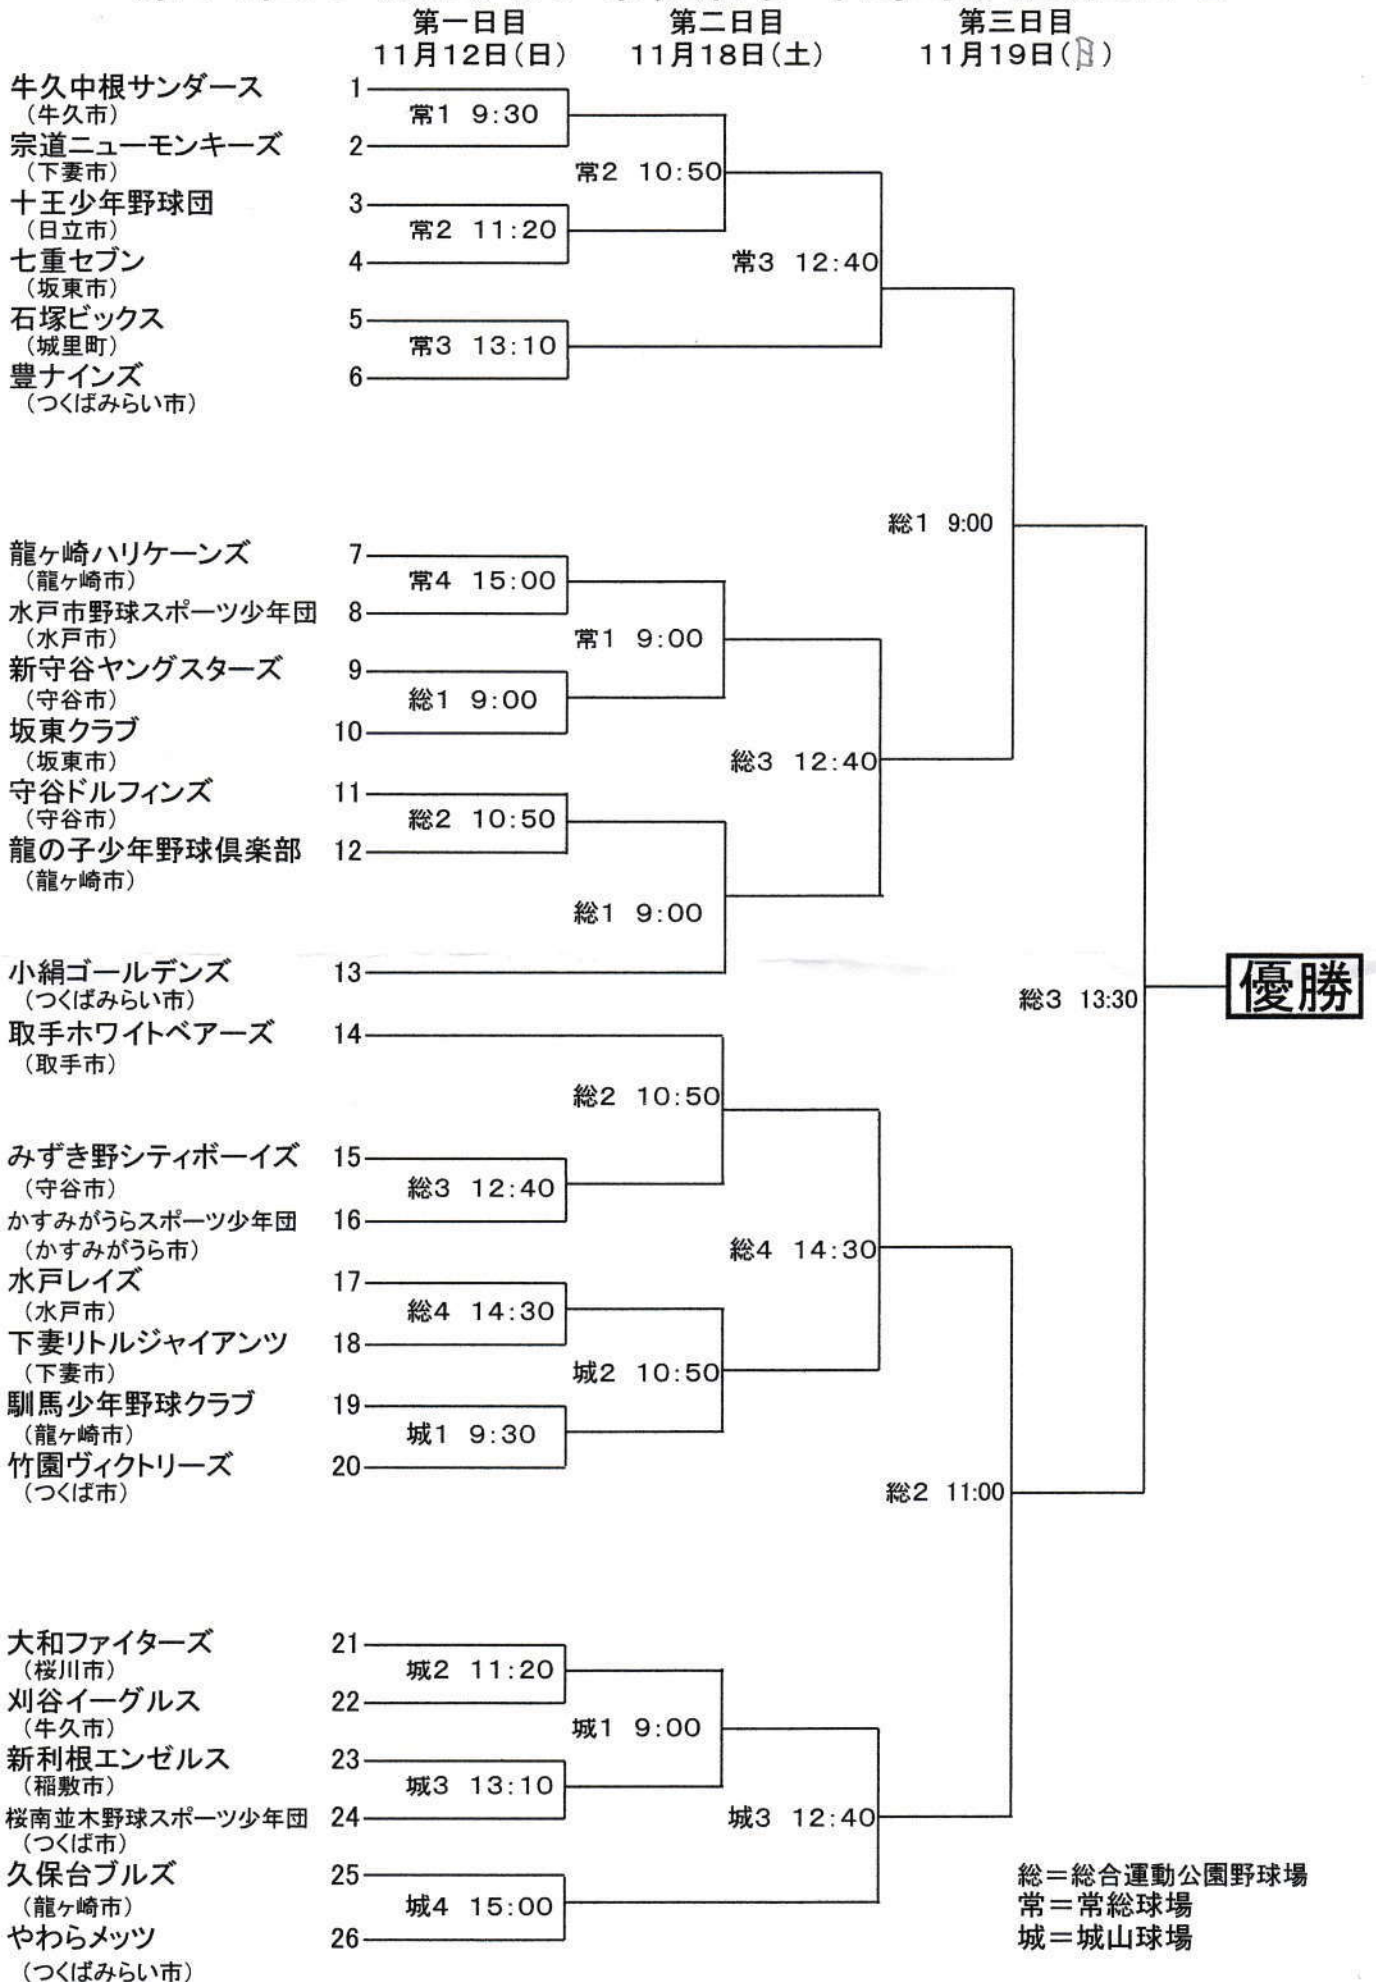 第一日目 第二日目 第三日目
11月12日(日) 11月18日(土) 11月19日(日)
牛久中根サンダース 1
(牛久市)
常1 9:30
宗道ニューモンキーズ 2
(下妻市)
常2 10:50
十王少年野球団 3
(日立市)
常2 11:20
七重セブン 4
常3 12:40
(坂東市)
石塚ビックス 5
(城里町)
常3 13:10
豊ナインズ 6
(つくばみらい市)
総1 9:00
龍ヶ崎ハリケーンズ 7
(龍ヶ崎市)
常4 15:00
水戸市野球スポーツ少年団 8
(水戸市)
常1 9:00
新守谷ヤングスターズ 9
(守谷市)
総1 9:00
坂東クラブ 10
(坂東市)
総3 12:40
守谷ドルフィンズ 11
(守谷市)
総2 10:50
龍の子少年野球倶楽部 12
(龍ヶ崎市)
総1 9:00
小絹ゴールデンズ 13
(つくばみらい市)
総3 13:30
優勝
取手ホワイトベアーズ 14
(取手市)
総2 10:50
みずき野シティボーイズ 15
(守谷市)
総3 12:40
かすみがうらスポーツ少年団 16
(かすみがうら市)
総4 14:30
水戸レイズ 17
(水戸市)
総4 14:30
下妻リトルジャイアンツ 18
(下妻市)
城2 10:50
馴馬少年野球クラブ 19
(龍ヶ崎市)
城1 9:30
竹園ヴィクトリーズ 20
(つくば市)
総2 11:00
大和ファイターズ 21
(桜川市)
城2 11:20
刈谷イーグルス 22
(牛久市)
城1 9:00
新利根エンゼルス 23
(稲敷市)
城3 13:10
桜南並木野球スポーツ少年団 24
城3 12:40
(つくば市)
久保台ブルズ 25
(龍ヶ崎市)
城4 15:00
やわらメッツ 26
(つくばみらい市)
総=総合運動公園野球場
常=常総球場
城=城山球場